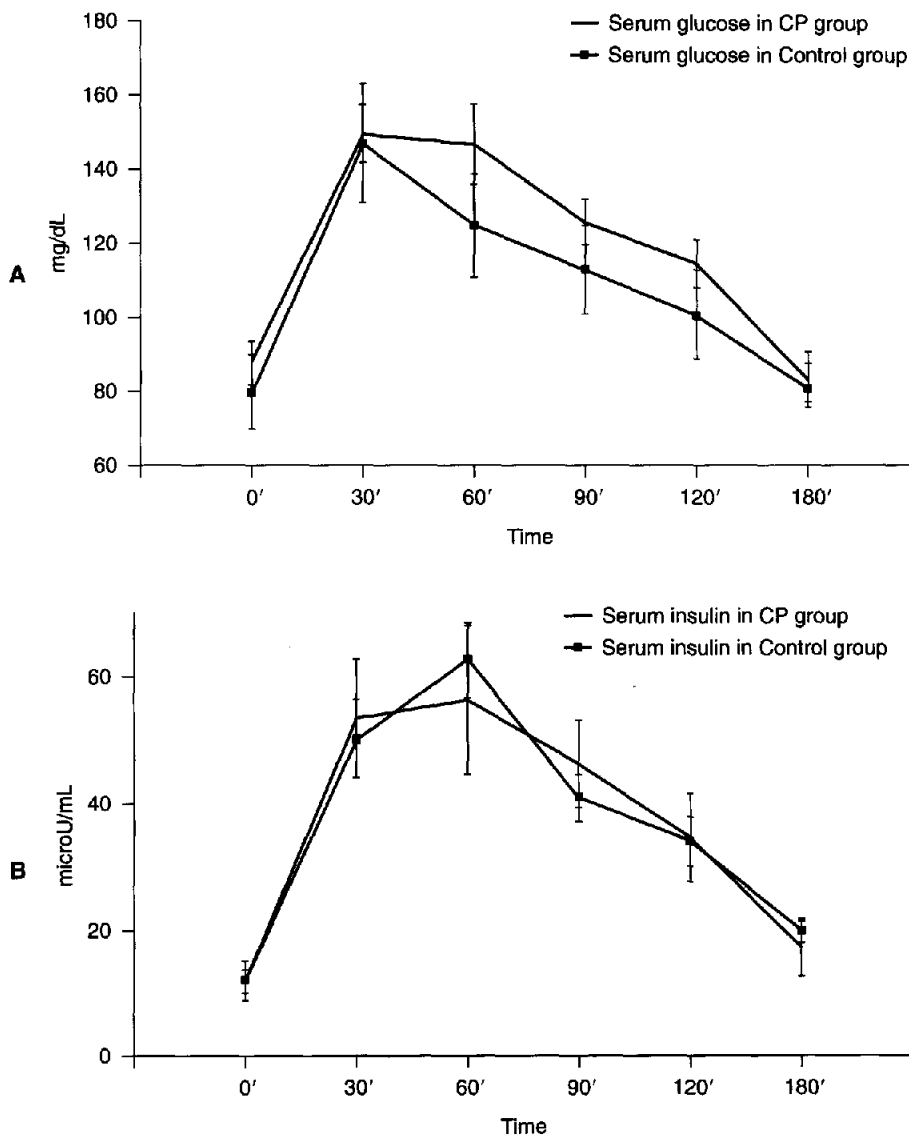 180
160
140
120
100
80
60
mg/dL
A
Serum glucose in CP group
Serum glucose in Control group
0′ 30′ 60′ 90′ 120′ 180′
Time
60
40
20
0
microU/mL
B
Serum insulin in CP group
Serum insulin in Control group
0′ 30′ 60′ 90′ 120′ 180′
Time